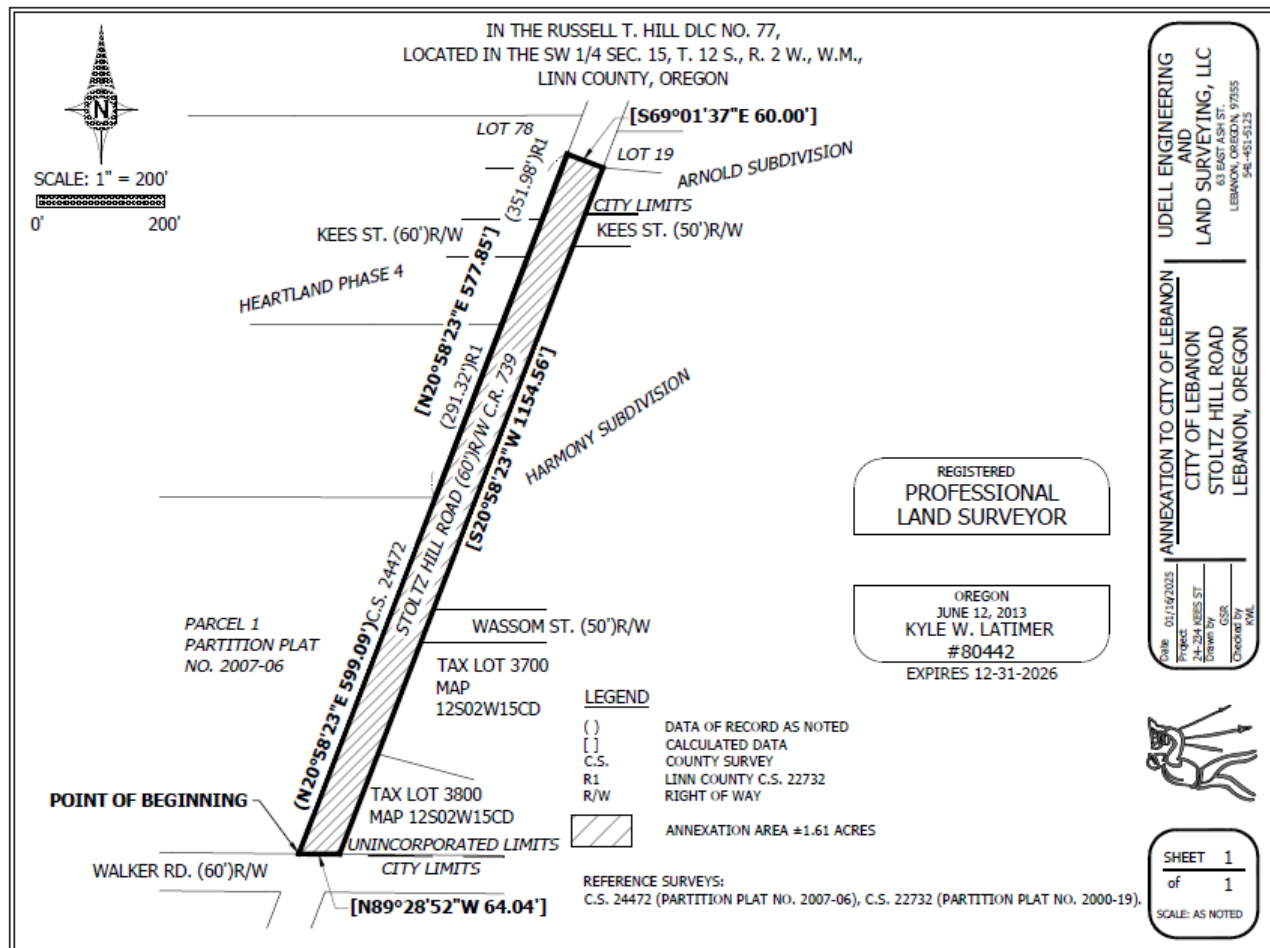 IN THE RUSSELL T. HILL DLC NO. 77,
LOCATED IN THE SW 1/4 SEC. 15, T. 12 S., R. 2 W., W.M.,
LINN COUNTY, OREGON
N
SCALE: 1" = 200'
0' 200'
[S69°01'37"E 60.00']
LOT 78
LOT 19
ARNOLD SUBDIVISION
(351.98')R1
CITY LIMITS
KEES ST. (60')R/W
KEES ST. (50')R/W
[N20°58'23"E 577.85']
HEARTLAND PHASE 4
(291.32')R1
STOLTZ HILL ROAD (60')R/W C.R. 739
[S20°58'23"W 1154.56']
HARMONY SUBDIVISION
(N20°58'23"E 599.09')C.S. 24472
PARCEL 1
PARTITION PLAT
NO. 2007-06
WASSOM ST. (50')R/W
TAX LOT 3700
MAP
12S02W15CD
TAX LOT 3800
MAP 12S02W15CD
POINT OF BEGINNING
UNINCORPORATED LIMITS
CITY LIMITS
WALKER RD. (60')R/W
[N89°28'52"W 64.04']
LEGEND
( ) DATA OF RECORD AS NOTED
[ ] CALCULATED DATA
C.S. COUNTY SURVEY
R1 LINN COUNTY C.S. 22732
R/W RIGHT OF WAY
ANNEXATION AREA ±1.61 ACRES
REFERENCE SURVEYS:
C.S. 24472 (PARTITION PLAT NO. 2007-06), C.S. 22732 (PARTITION PLAT NO. 2000-19).
REGISTERED
PROFESSIONAL
LAND SURVEYOR
OREGON
JUNE 12, 2013
KYLE W. LATIMER
#80442
EXPIRES 12-31-2026
UDELL ENGINEERING
AND
LAND SURVEYING, LLC
63 EAST ASH ST.
LEBANON, OREGON, 97355
541-451-5125
ANNEXATION TO CITY OF LEBANON
CITY OF LEBANON
STOLTZ HILL ROAD
LEBANON, OREGON
Date 01/16/2025
Project
24-234 KEES ST
Drawn by
GSR
Checked by
KWL
SHEET 1
of 1
SCALE: AS NOTED